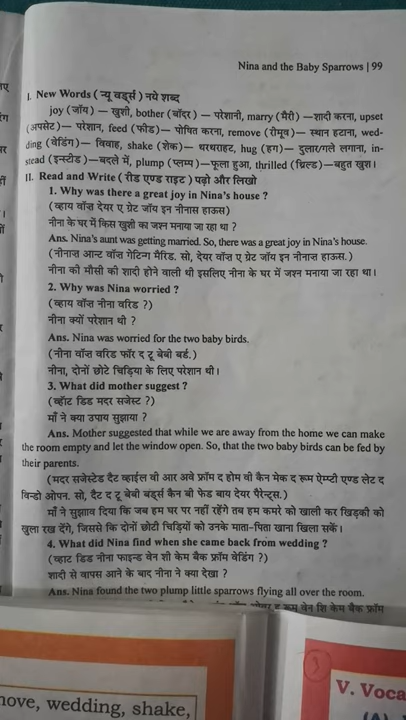 Nina and the Baby Sparrows | 99
I. New Words ( न्यू वर्ड्स ) नये शब्द
joy (जॉय) — खुशी, bother (बॉदर) — परेशानी, marry (मैरी) —शादी करना, upset
(अपसेट)— परेशान, feed (फीड)— पोषित करना, remove (रीमूव)— स्थान हटाना, wed-
ding (वेडिंग)— विवाह, shake (शेक)— थरथराहट, hug (हग)— दुलार/गले लगाना, in-
stead (इन्स्टीड)—बदले में, plump (प्लम्प)—फूला हुआ, thrilled (थ्रिल्ड)—बहुत खुश।
II. Read and Write ( रीड एण्ड राइट ) पढ़ो और लिखो
1. Why was there a great joy in Nina's house ?
(व्हाय वॉज देयर ए ग्रेट जॉय इन नीनास हाऊस)
नीना के घर में किस खुशी का जश्न मनाया जा रहा था ?
Ans. Nina's aunt was getting married. So, there was a great joy in Nina's house.
(नीनाज आन्ट वॉज गेटिन्ग मैरिड. सो, देयर वॉज ए ग्रेट जॉय इन नीनाज हाऊस.)
नीना की मौसी की शादी होने वाली थी इसलिए नीना के घर में जश्न मनाया जा रहा था।
2. Why was Nina worried ?
(व्हाय वॉज नीना वरिड ?)
नीना क्यों परेशान थी ?
Ans. Nina was worried for the two baby birds.
(नीना वॉज वरिड फॉर द टू बेबी बर्ड.)
नीना, दोनों छोटे चिड़िया के लिए परेशान थी।
3. What did mother suggest ?
(व्हॉट डिड मदर सजेस्ट ?)
माँ ने क्या उपाय सुझाया ?
Ans. Mother suggested that while we are away from the home we can make
the room empty and let the window open. So, that the two baby birds can be fed by
their parents.
(मदर सजेस्टेड दैट व्हाईल वी आर अवे फ्रॉम द होम वी कैन मेक द रूम ऐम्प्टी एण्ड लेट द
विन्डो ओपन. सो, दैट द टू बेबी बर्ड्स कैन बी फेड बाय देयर पैरेन्ट्स.)
माँ ने सुझाव दिया कि जब हम घर पर नहीं रहेंगे तब हम कमरे को खाली कर खिड़की को
खुला रख देंगे, जिससे कि दोनों छोटी चिड़ियों को उनके माता-पिता खाना खिला सकें।
4. What did Nina find when she came back from wedding ?
(व्हाट डिड नीना फाइन्ड वेन शी केम बैक फ्रॉम वेडिंग ?)
शादी से वापस आने के बाद नीना ने क्या देखा ?
Ans. Nina found the two plump little sparrows flying all over the room.
रूम वेन शि केम बैक फ्रॉम
nove, wedding, shake,
3
V. Voca
(A)